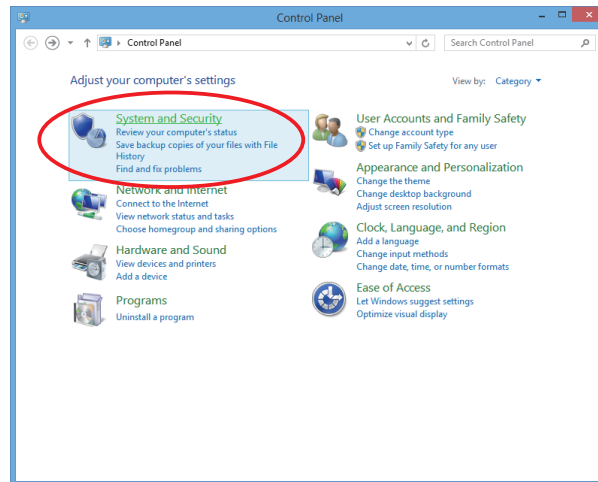 Control Panel
Control Panel
Search Control Panel
Adjust your computer's settings
View by: Category
System and Security
Review your computer's status
Save backup copies of your files with File
History
Find and fix problems
Network and Internet
Connect to the Internet
View network status and tasks
Choose homegroup and sharing options
Hardware and Sound
View devices and printers
Add a device
Programs
Uninstall a program
User Accounts and Family Safety
Change account type
Set up Family Safety for any user
Appearance and Personalization
Change the theme
Change desktop background
Adjust screen resolution
Clock, Language, and Region
Add a language
Change input methods
Change date, time, or number formats
Ease of Access
Let Windows suggest settings
Optimize visual display